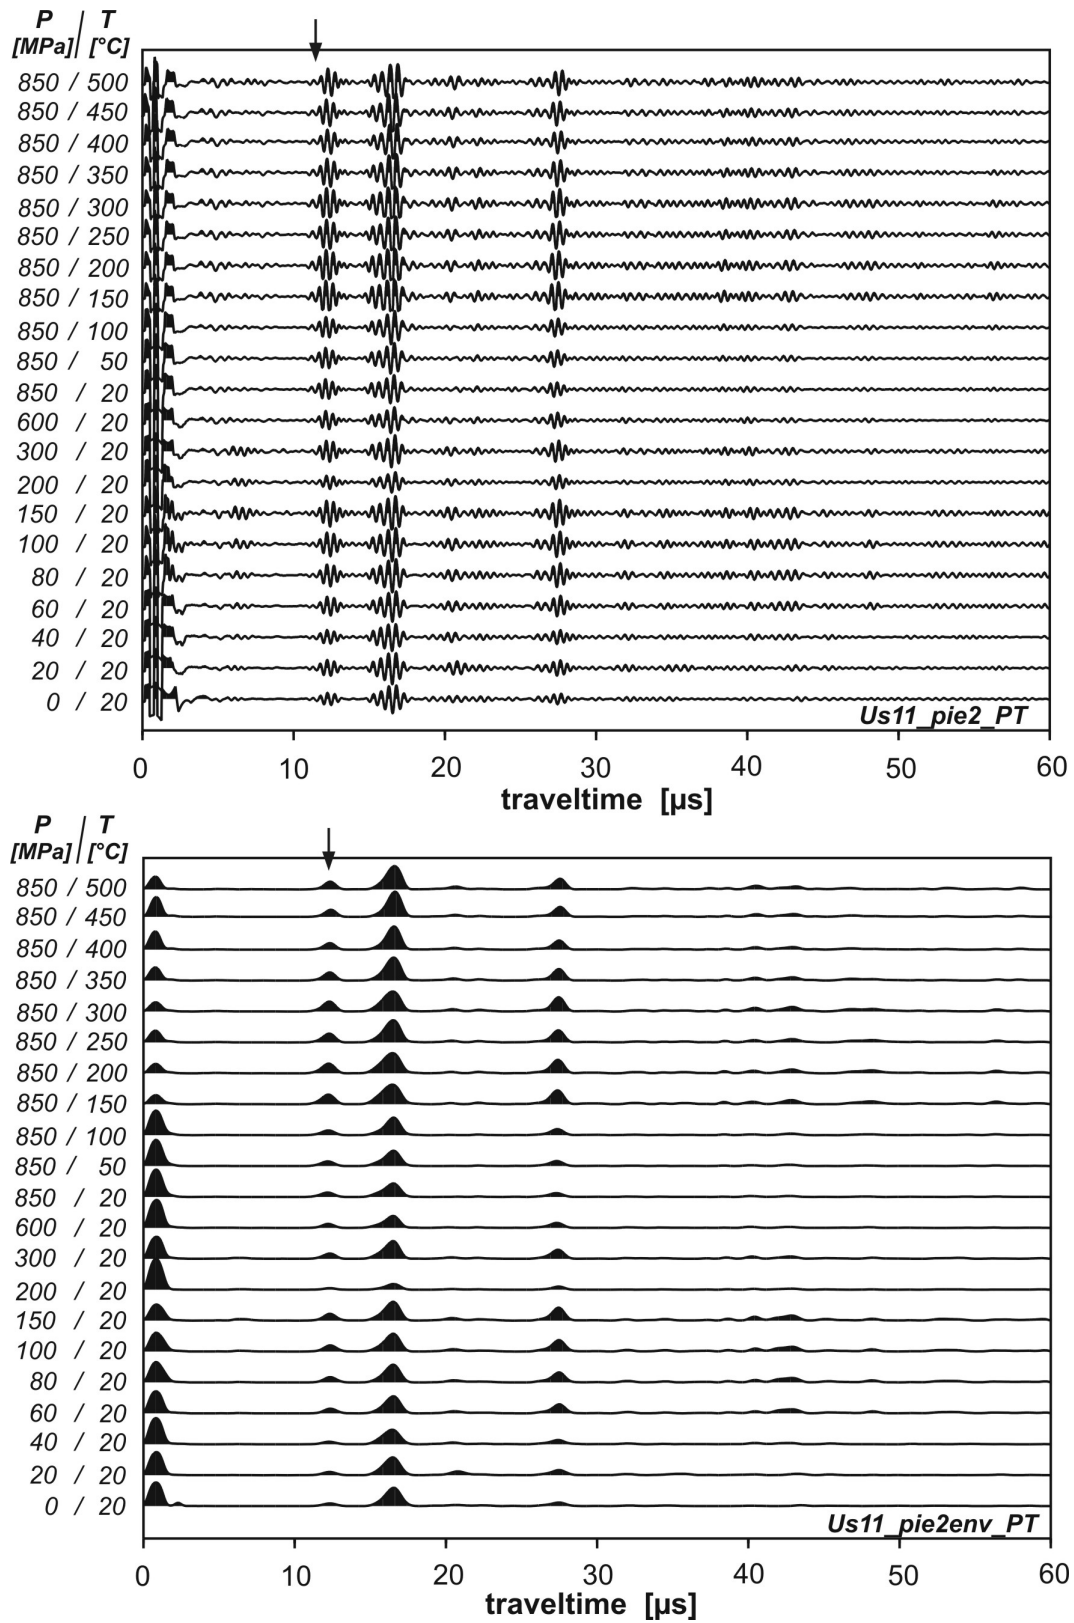 P / T
[MPa] / [°C]
850 / 500
850 / 450
850 / 400
850 / 350
850 / 300
850 / 250
850 / 200
850 / 150
850 / 100
850 / 50
850 / 20
600 / 20
300 / 20
200 / 20
150 / 20
100 / 20
80 / 20
60 / 20
40 / 20
20 / 20
0 / 20
Us11_pie2_PT
0 10 20 30 40 50 60
traveltime [µs]
P / T
[MPa] / [°C]
850 / 500
850 / 450
850 / 400
850 / 350
850 / 300
850 / 250
850 / 200
850 / 150
850 / 100
850 / 50
850 / 20
600 / 20
300 / 20
200 / 20
150 / 20
100 / 20
80 / 20
60 / 20
40 / 20
20 / 20
0 / 20
Us11_pie2env_PT
0 10 20 30 40 50 60
traveltime [µs]